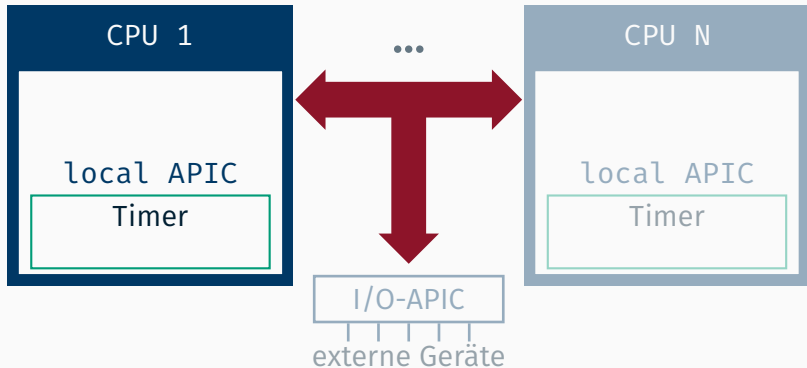 CPU 1
...
CPU N
local APIC
Timer
local APIC
Timer
I/O-APIC
externe Geräte